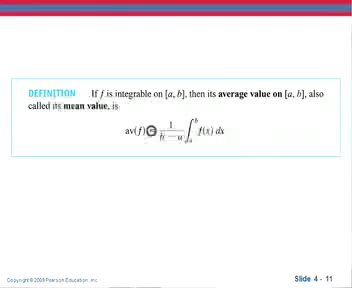 DEFINITION If f is integrable on [a, b], then its average value on [a, b], also
called its mean value, is
av(f) = 1/(b − a) ∫_a^b f(x) dx
Copyright © 2009 Pearson Education, Inc.
Slide 4 - 11